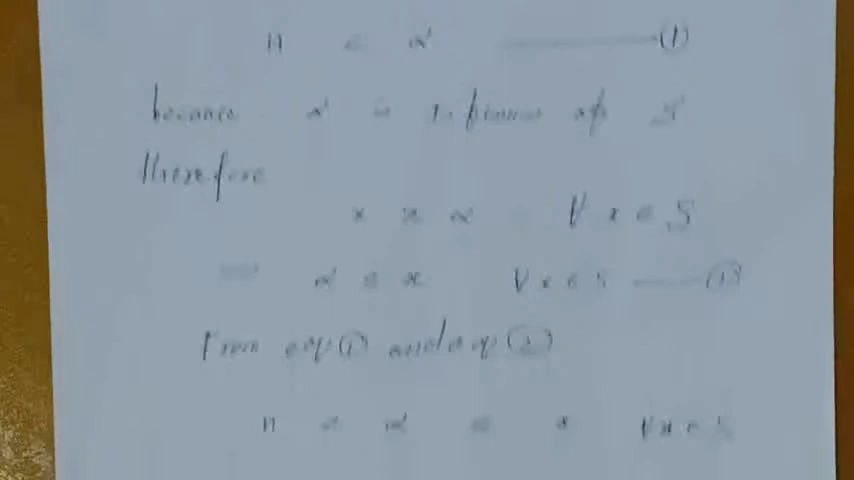 n < α ——— (1)
because α is infimum of S
therefore
x ≥ α ∀ x ∈ S
α ≤ x ∀ x ∈ S ——— (2)
From eq (1) and eq (2)
n < α ≤ x ∀ x ∈ S